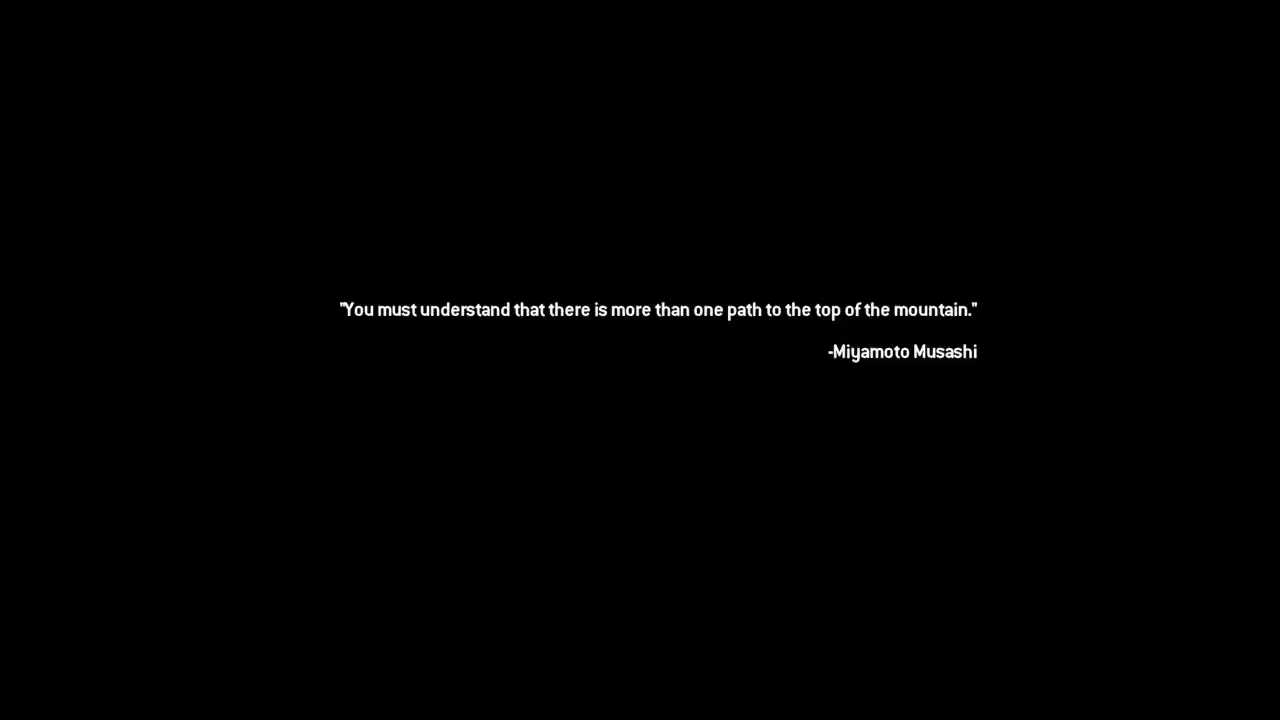 "You must understand that there is more than one path to the top of the mountain."
-Miyamoto Musashi